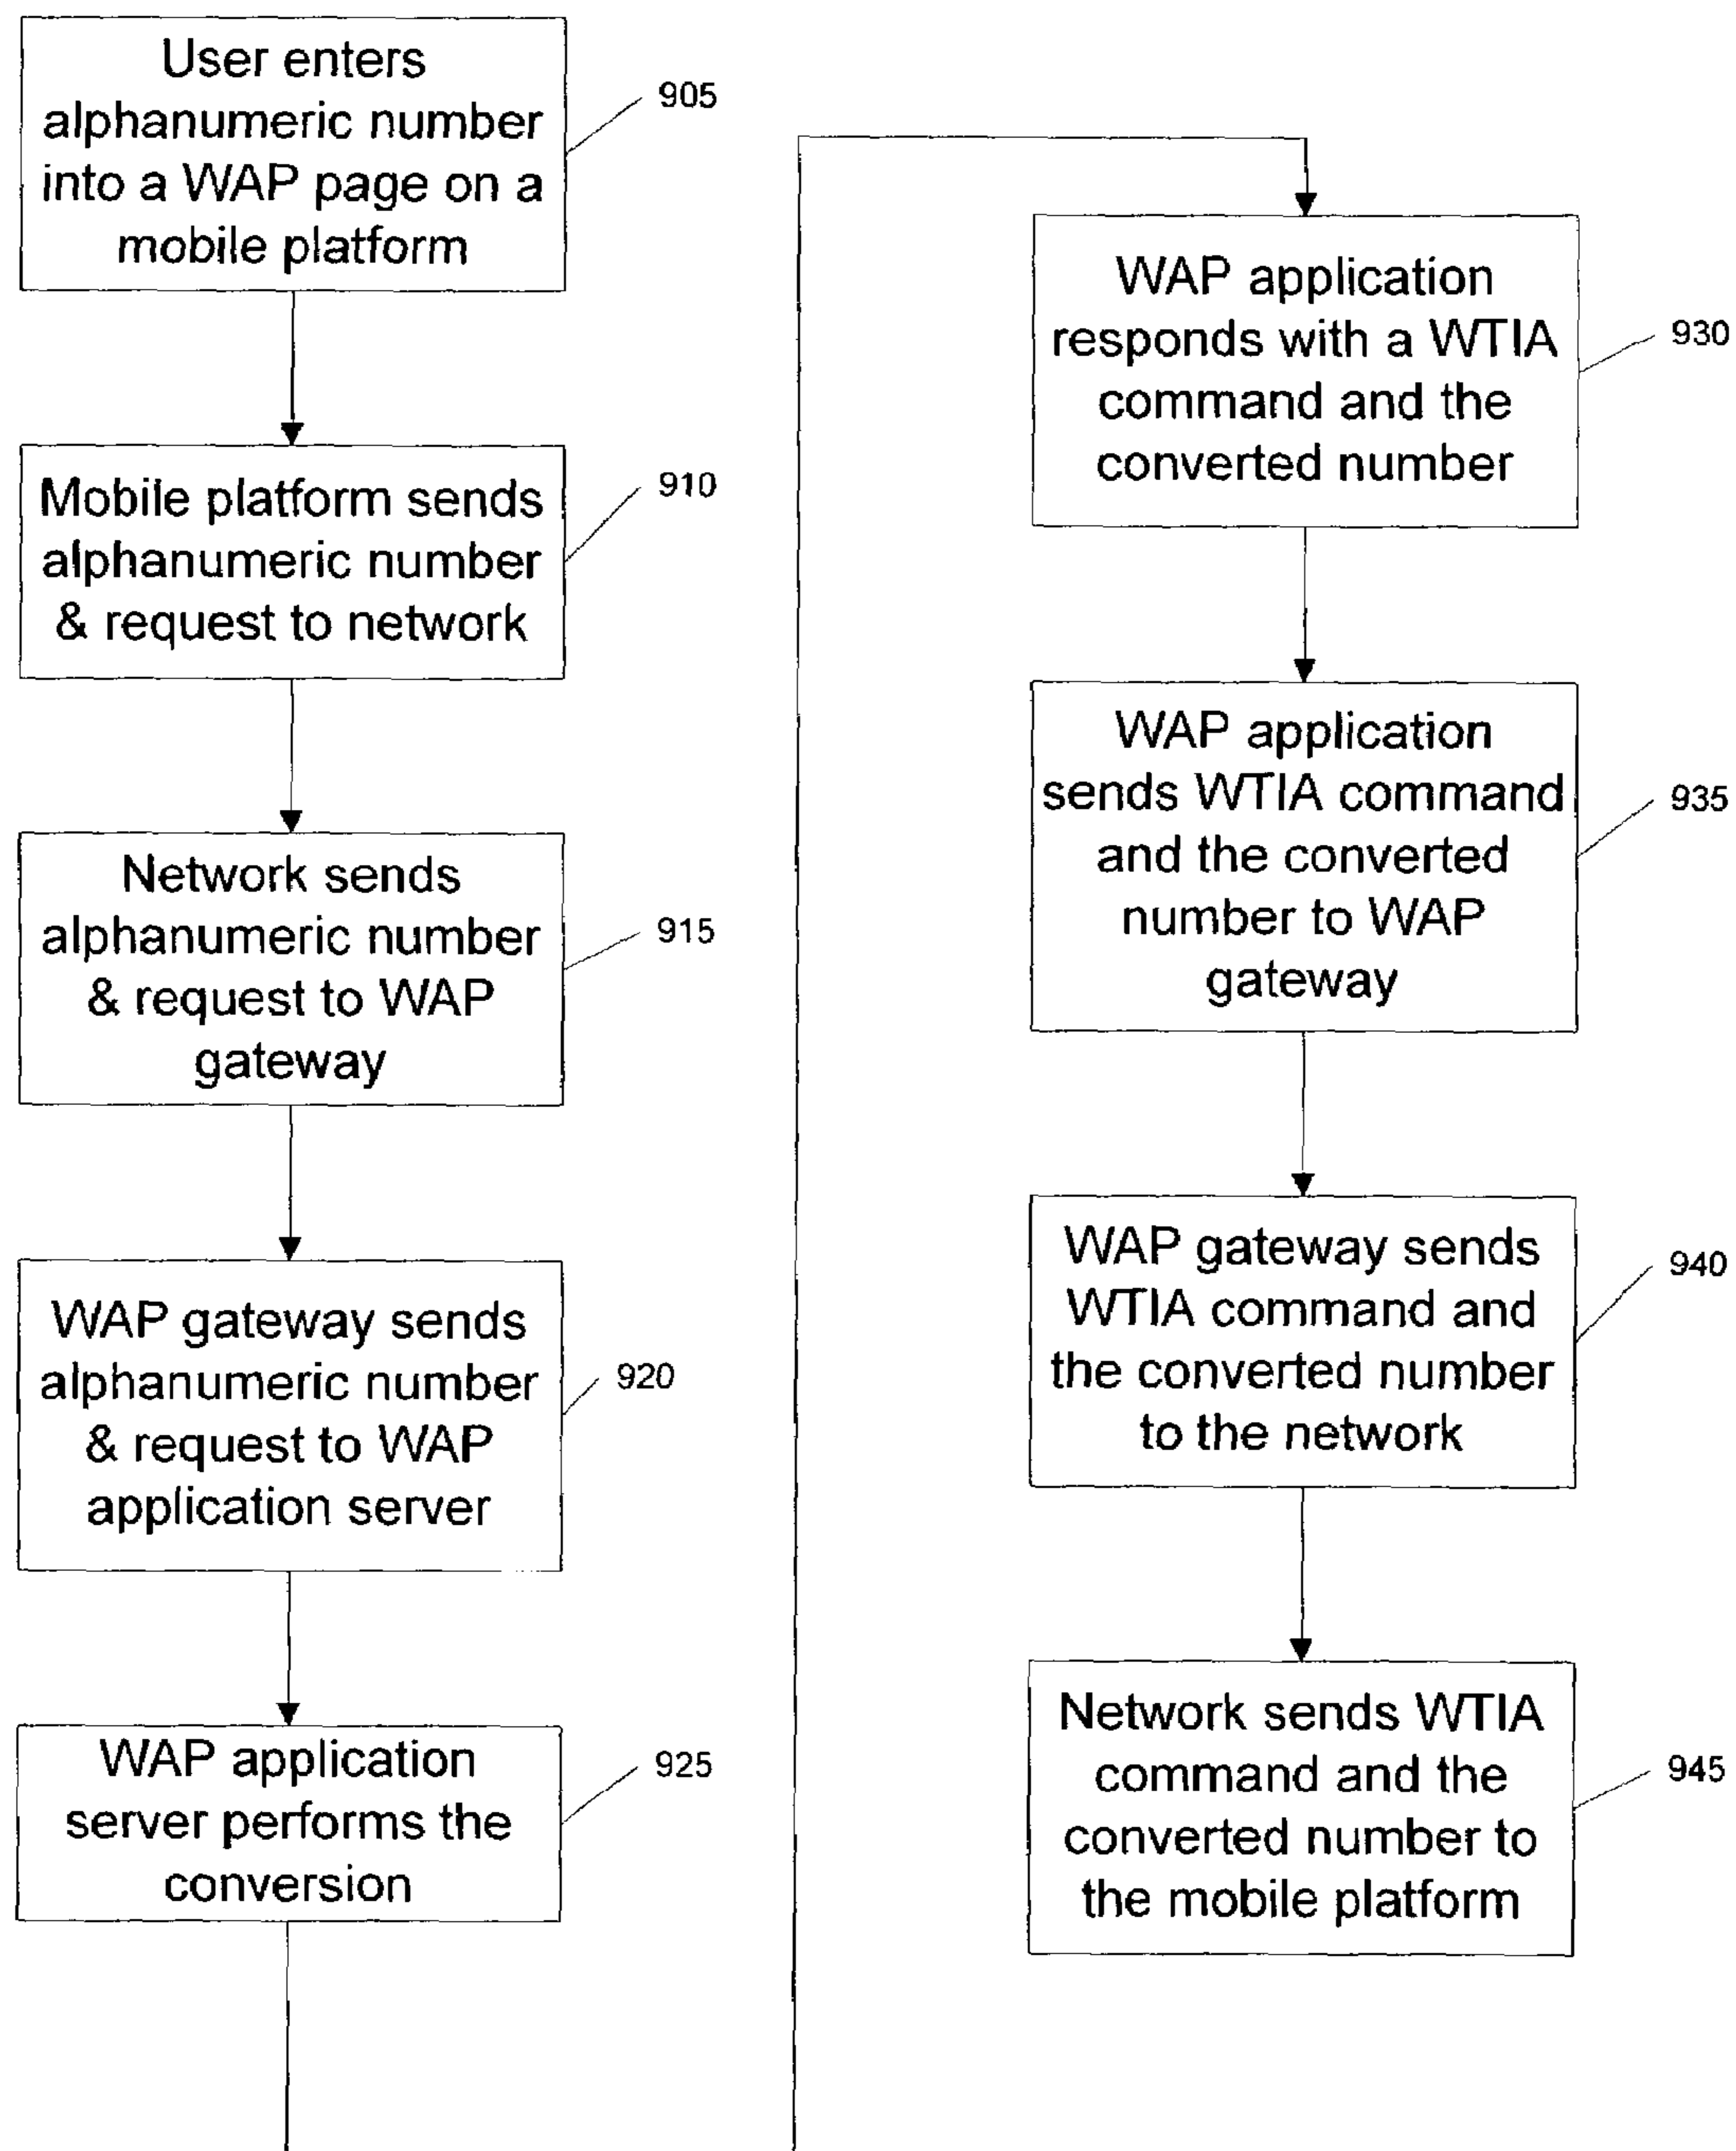 User enters
alphanumeric number
into a WAP page on a
mobile platform
905
Mobile platform sends
alphanumeric number
& request to network
910
Network sends
alphanumeric number
& request to WAP
gateway
915
WAP gateway sends
alphanumeric number
& request to WAP
application server
920
WAP application
server performs the
conversion
925
WAP application
responds with a WTIA
command and the
converted number
930
WAP application
sends WTIA command
and the converted
number to WAP
gateway
935
WAP gateway sends
WTIA command and
the converted number
to the network
940
Network sends WTIA
command and the
converted number to
the mobile platform
945